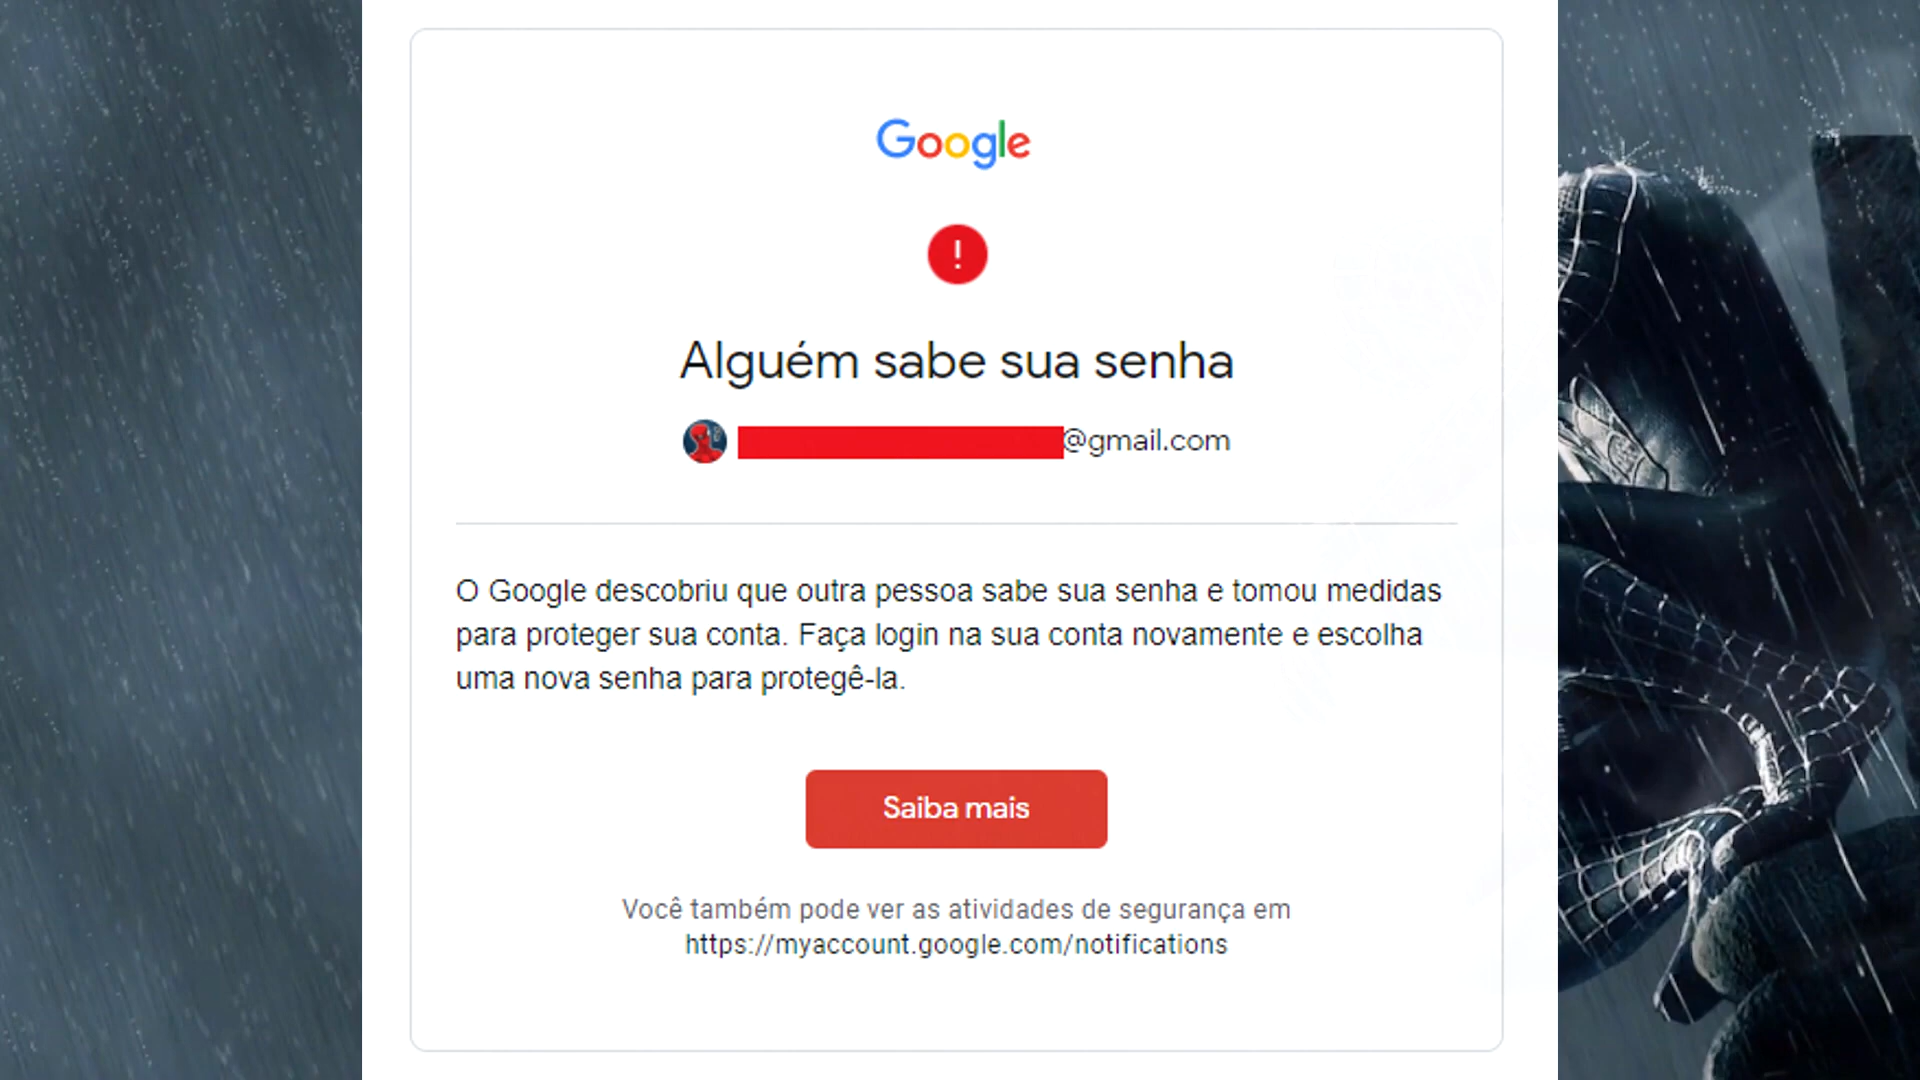 Google
!
Alguém sabe sua senha
@gmail.com
O Google descobriu que outra pessoa sabe sua senha e tomou medidas
para proteger sua conta. Faça login na sua conta novamente e escolha
uma nova senha para protegê-la.
Saiba mais
Você também pode ver as atividades de segurança em
https://myaccount.google.com/notifications